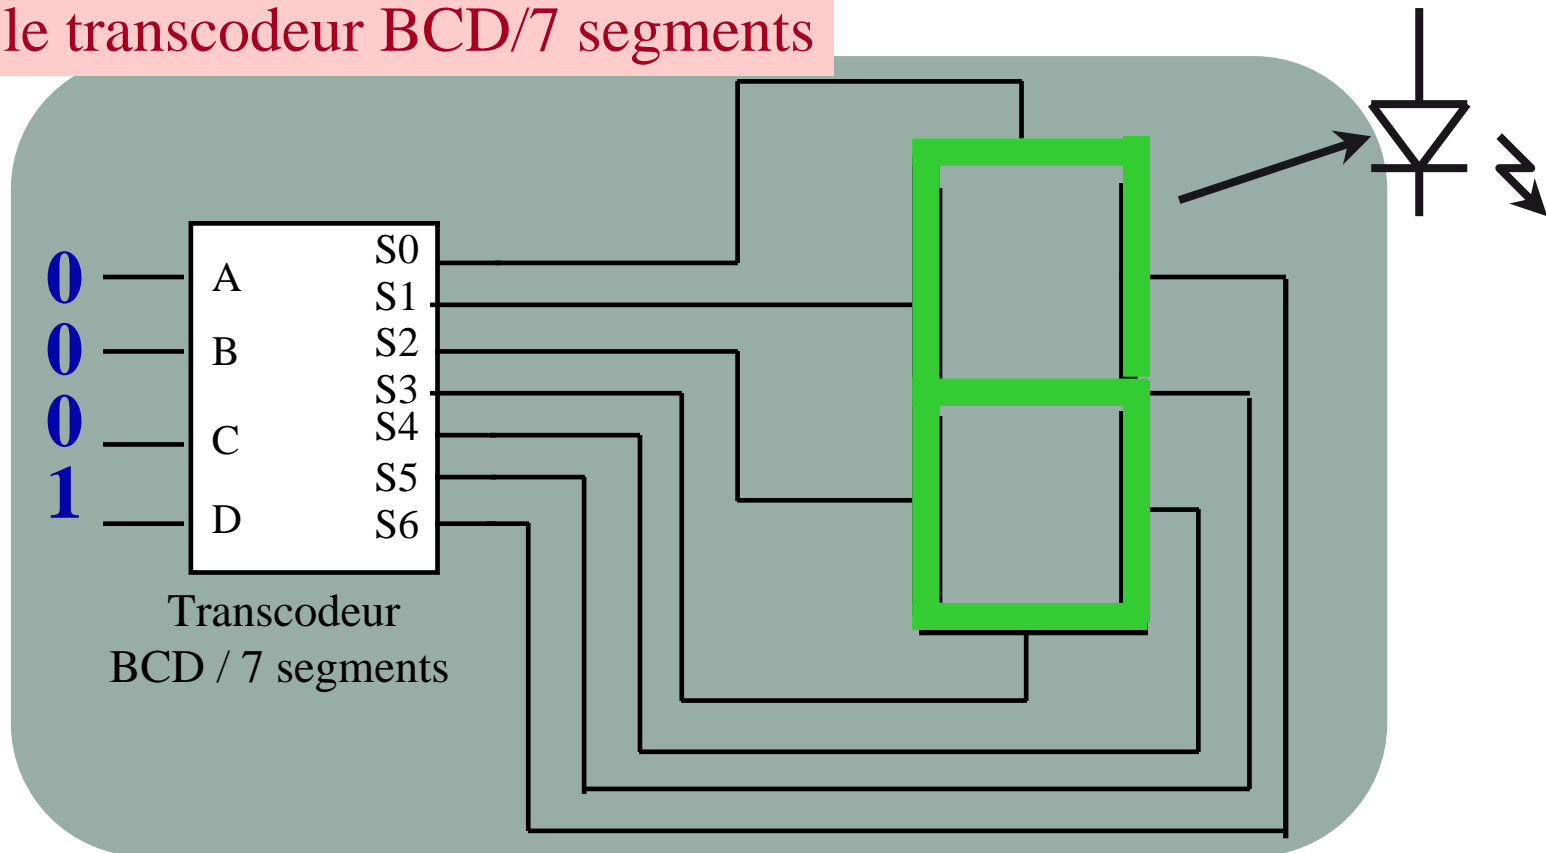 le transcodeur BCD/7 segments
0
0
0
1
A
B
C
D
S0
S1
S2
S3
S4
S5
S6
Transcodeur
BCD / 7 segments